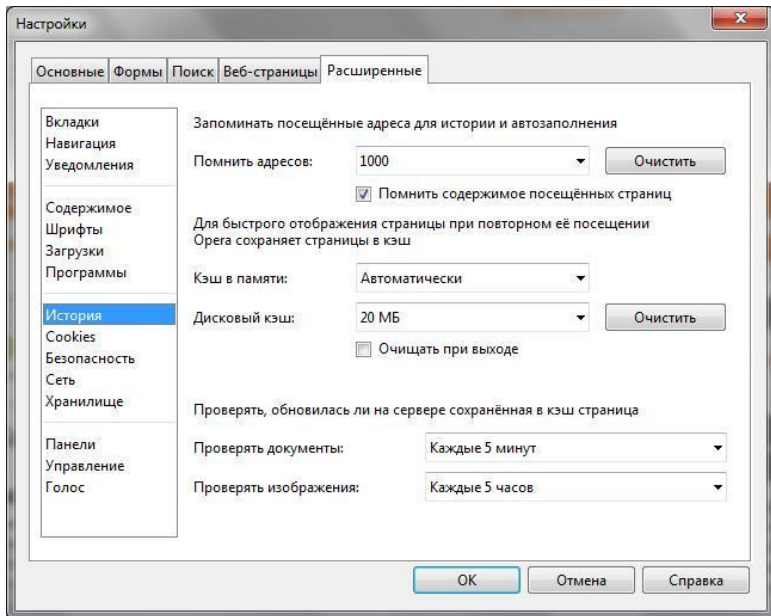 Настройки
Основные Формы Поиск Веб-страницы Расширенные
Вкладки
Навигация
Уведомления
Содержимое
Шрифты
Загрузки
Программы
История
Cookies
Безопасность
Сеть
Хранилище
Панели
Управление
Голос
Запоминать посещённые адреса для истории и автозаполнения
Помнить адресов: 1000 Очистить
Помнить содержимое посещённых страниц
Для быстрого отображения страницы при повторном её посещении
Opera сохраняет страницы в кэш
Кэш в памяти: Автоматически
Дисковый кэш: 20 МБ Очистить
Очищать при выходе
Проверять, обновилась ли на сервере сохранённая в кэш страница
Проверять документы: Каждые 5 минут
Проверять изображения: Каждые 5 часов
OK Отмена Справка